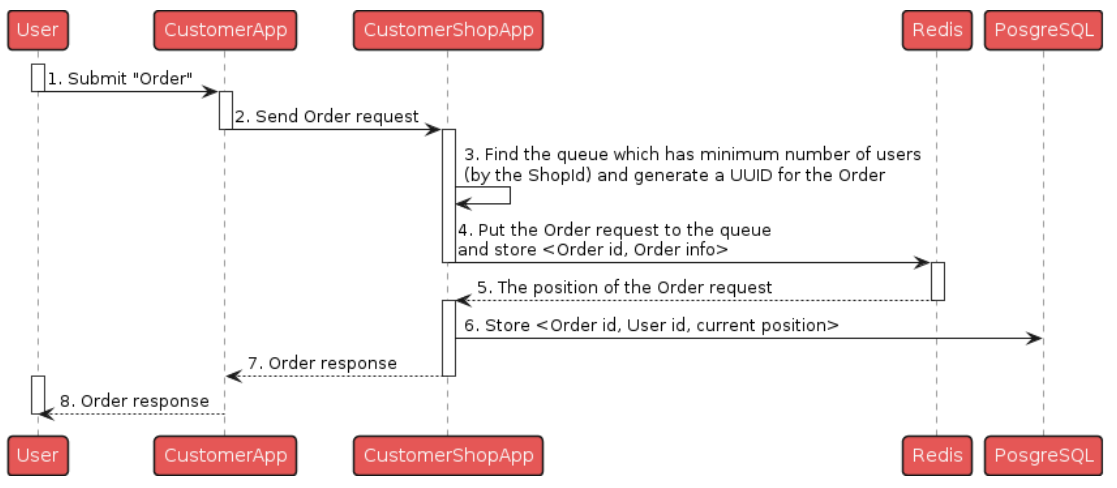 User
CustomerApp
CustomerShopApp
Redis
PosgreSQL
1. Submit "Order"
2. Send Order request
3. Find the queue which has minimum number of users
(by the ShopId) and generate a UUID for the Order
4. Put the Order request to the queue
and store <Order id, Order info>
5. The position of the Order request
6. Store <Order id, User id, current position>
7. Order response
8. Order response
User
CustomerApp
CustomerShopApp
Redis
PosgreSQL